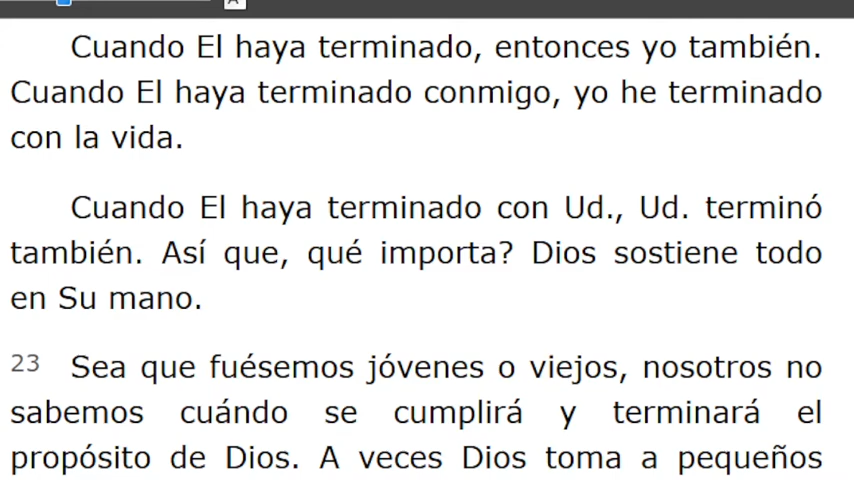 Cuando El haya terminado, entonces yo también.
Cuando El haya terminado conmigo, yo he terminado
con la vida.
Cuando El haya terminado con Ud., Ud. terminó
también. Así que, qué importa? Dios sostiene todo
en Su mano.
23 Sea que fuésemos jóvenes o viejos, nosotros no
sabemos cuándo se cumplirá y terminará el
propósito de Dios. A veces Dios toma a pequeños